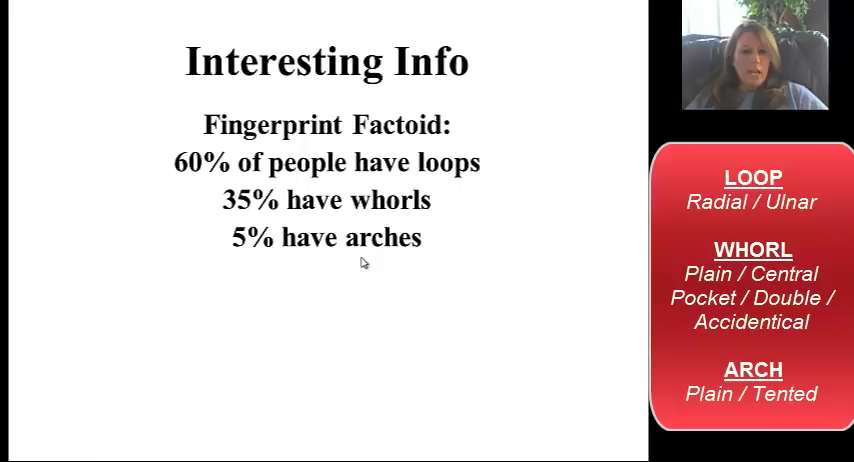 Interesting Info
Fingerprint Factoid:
60% of people have loops
35% have whorls
5% have arches
LOOP
Radial / Ulnar
WHORL
Plain / Central
Pocket / Double /
Accidentical
ARCH
Plain / Tented